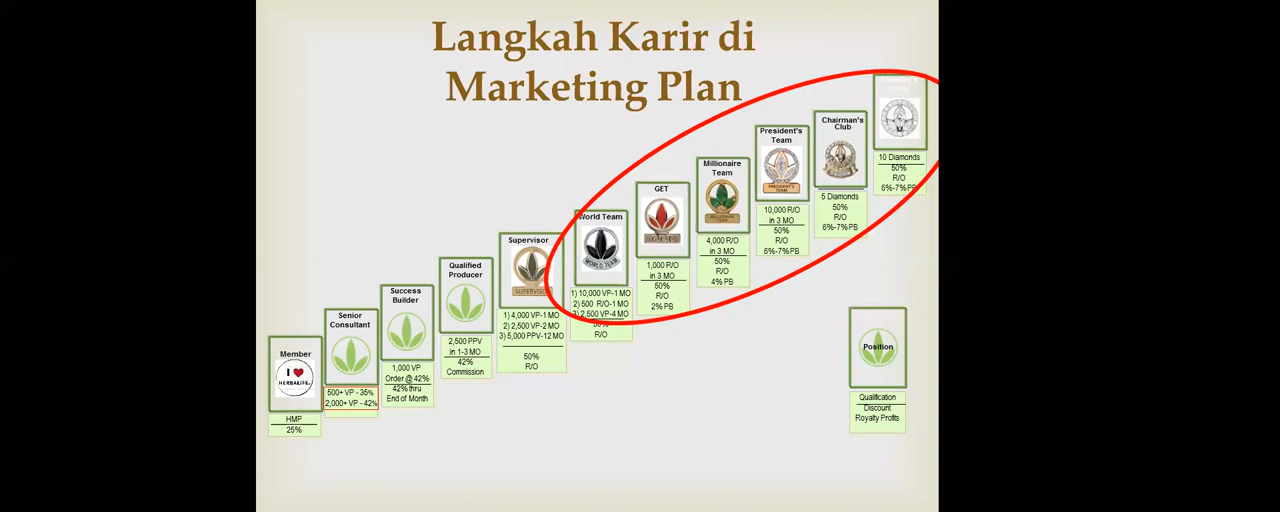 Langkah Karir di
Marketing Plan
Member
I ♥
HERBALIFE.
HMP
25%
Senior
Consultant
500+ VP - 35%
2,000+ VP - 42%
Success
Builder
1,000 VP
Order @ 42%
42% thru
End of Month
Qualified
Producer
2,500 PPV
in 1-3 MO
42%
Commission
Supervisor
SUPERVISOR
1) 4,000 VP-1 MO
2) 2,500 VP-2 MO
3) 5,000 PPV-12 MO
50%
R/O
World Team
WORLD TEAM
1) 10,000 VP-1 MO
2) 500 R/O-1 MO
3) 2,500 VP-4 MO
50%
R/O
GET
1,000 R/O
in 3 MO
50%
R/O
2% PB
Millionaire
Team
MILLIONAIRE
TEAM
4,000 R/O
in 3 MO
50%
R/O
4% PB
President's
Team
PRESIDENT'S
TEAM
10,000 R/O
in 3 MO
50%
R/O
6%-7% PB
Chairman's
Club
5 Diamonds
50%
R/O
6%-7% PB
10 Diamonds
50%
R/O
6%-7% PB
Position
Qualification
Discount
Royalty Profits